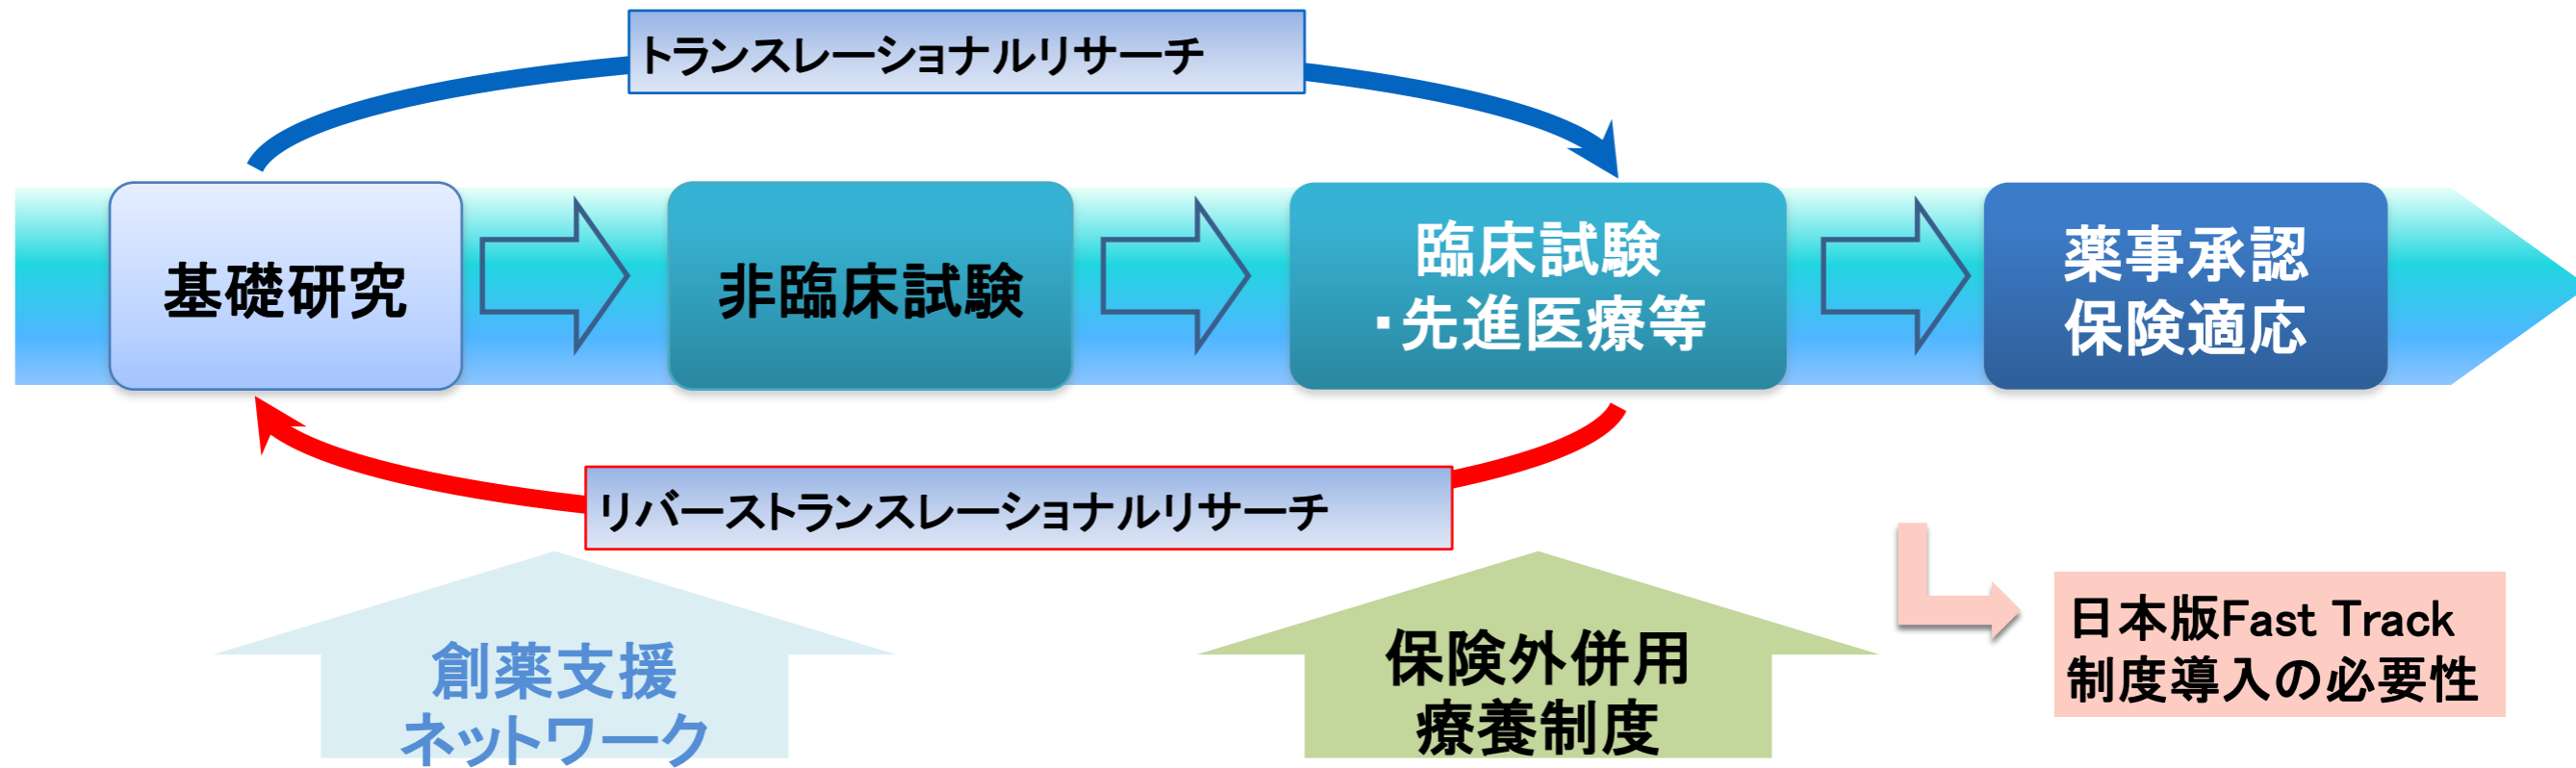 トランスレーショナルリサーチ
基礎研究
非臨床試験
臨床試験
・先進医療等
薬事承認
保険適応
リバーストランスレーショナルリサーチ
創薬支援
ネットワーク
保険外併用
療養制度
日本版Fast Track
制度導入の必要性